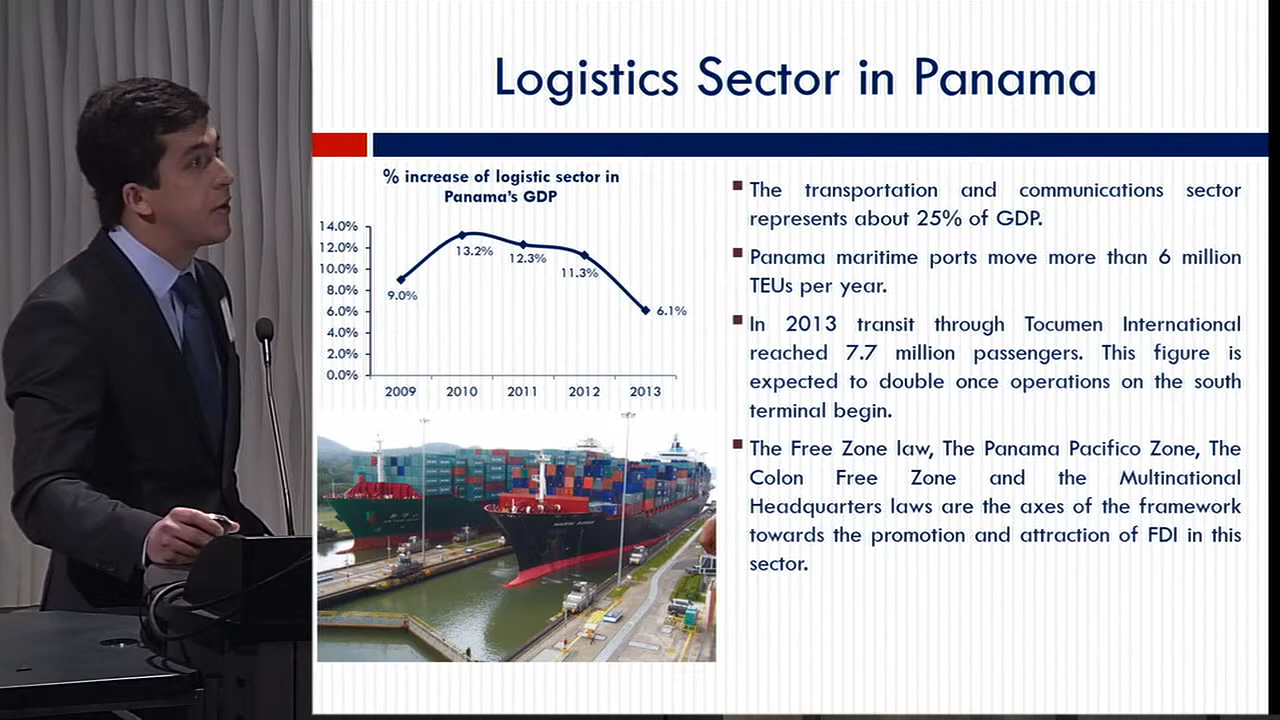 Logistics Sector in Panama
% increase of logistic sector in
Panama's GDP
14.0%
12.0%
10.0%
8.0%
6.0%
4.0%
2.0%
0.0%
9.0%
13.2%
12.3%
11.3%
6.1%
2009 2010 2011 2012 2013
The transportation and communications sector
represents about 25% of GDP.
Panama maritime ports move more than 6 million
TEUs per year.
In 2013 transit through Tocumen International
reached 7.7 million passengers. This figure is
expected to double once operations on the south
terminal begin.
The Free Zone law, The Panama Pacifico Zone, The
Colon Free Zone and the Multinational
Headquarters laws are the axes of the framework
towards the promotion and attraction of FDI in this
sector.